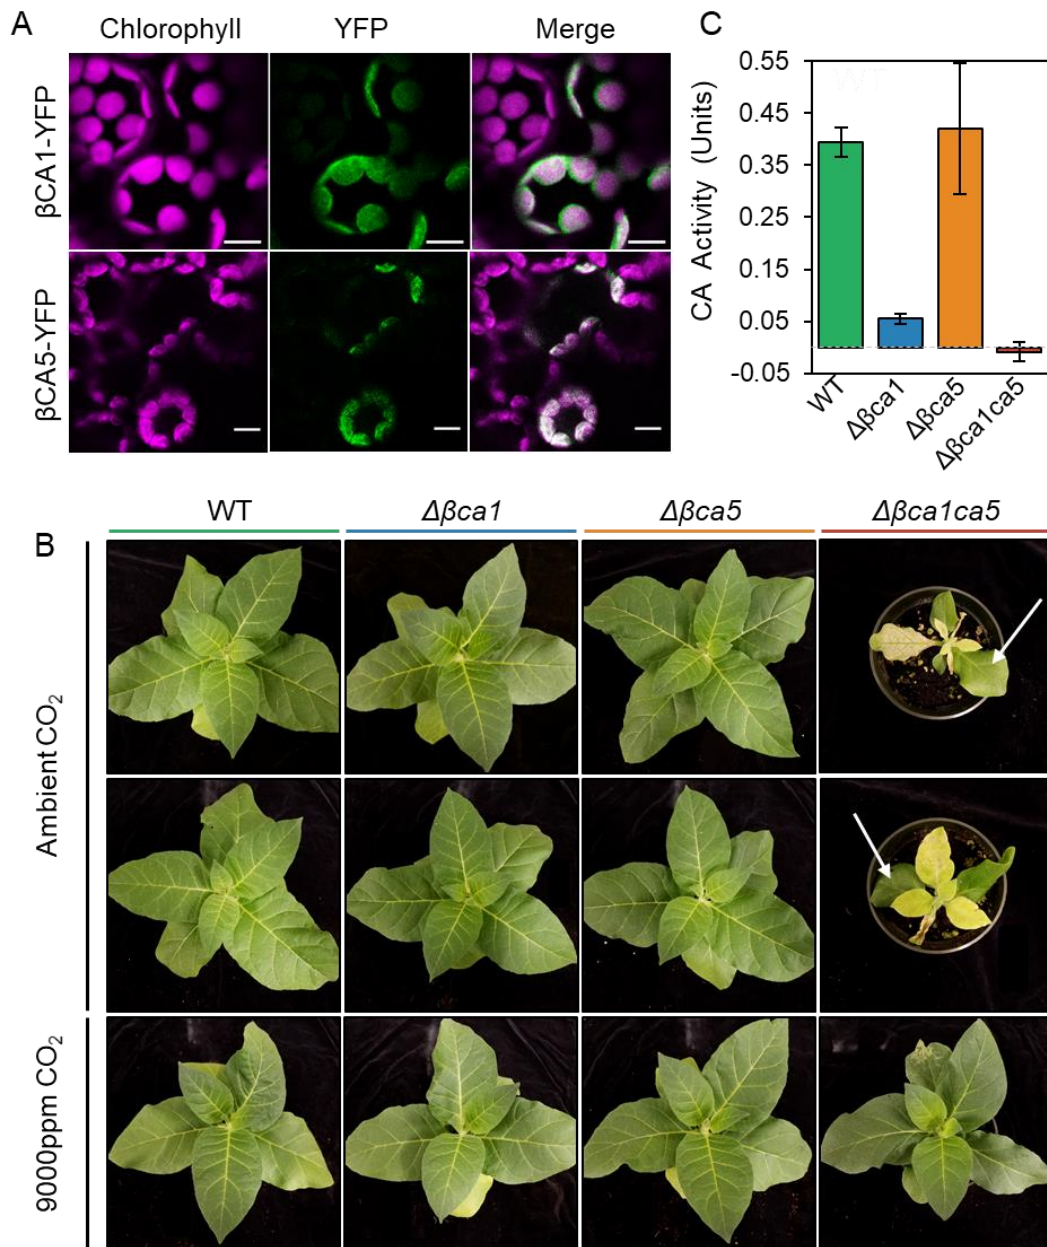 A
Chlorophyll YFP Merge
βCA1-YFP
βCA5-YFP
C
CA Activity (Units)
0.55
0.45
0.35
0.25
0.15
0.05
-0.05
WT
WT
Δβca1
Δβca5
Δβca1ca5
WT Δβca1 Δβca5 Δβca1ca5
B
Ambient CO₂
9000ppm CO₂